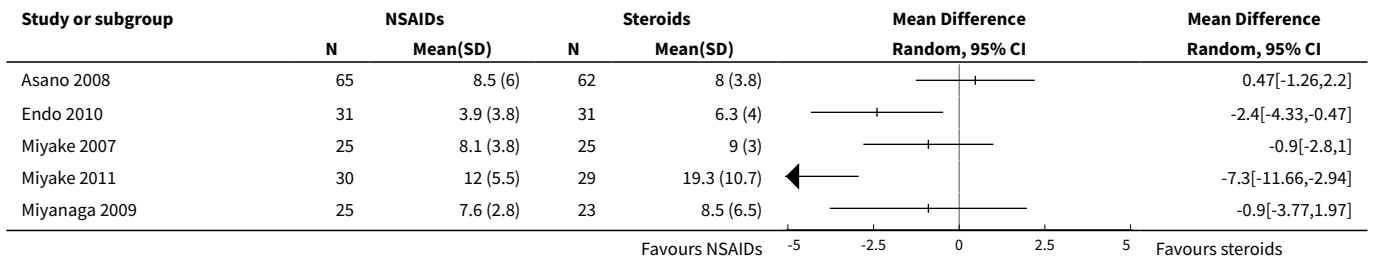 Study or subgroup NSAIDs Steroids Mean Difference Mean Difference
N Mean(SD) N Mean(SD) Random, 95% CI Random, 95% CI
Asano 2008 65 8.5 (6) 62 8 (3.8) 0.47[-1.26,2.2]
Endo 2010 31 3.9 (3.8) 31 6.3 (4) -2.4[-4.33,-0.47]
Miyake 2007 25 8.1 (3.8) 25 9 (3) -0.9[-2.8,1]
Miyake 2011 30 12 (5.5) 29 19.3 (10.7) -7.3[-11.66,-2.94]
Miyanaga 2009 25 7.6 (2.8) 23 8.5 (6.5) -0.9[-3.77,1.97]
Favours NSAIDs -5 -2.5 0 2.5 5 Favours steroids